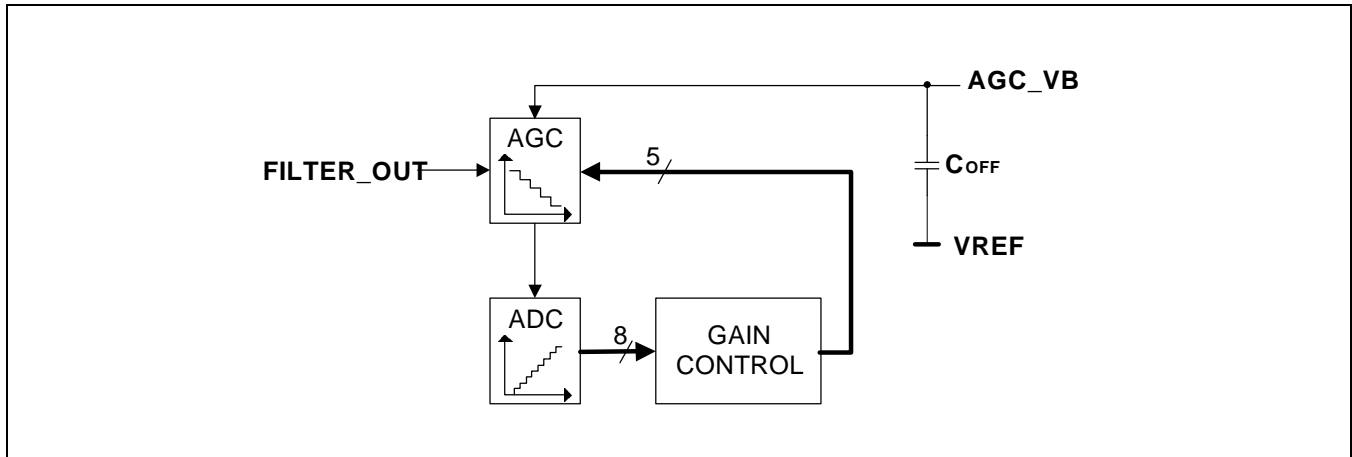 AGC_VB
AGC
5
FILTER_OUT
COFF
VREF
ADC
8
GAIN
CONTROL